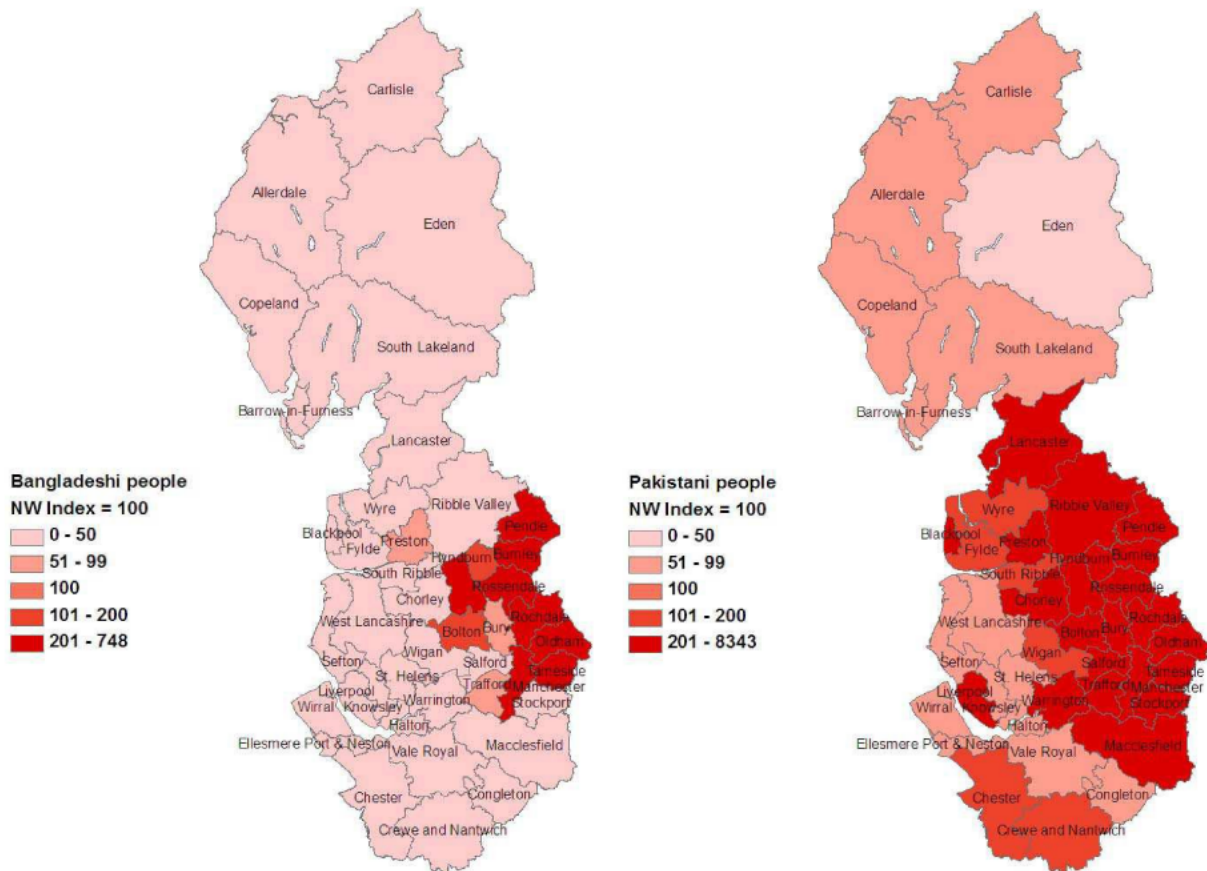 Carlisle
Allerdale
Eden
Copeland
South Lakeland
Barrow-in-Furness
Lancaster
Bangladeshi people
NW Index = 100
0 - 50
51 - 99
100
101 - 200
201 - 748
Wyre
Ribble Valley
Blackpool
Fylde
Preston
Pendle
Hyndburn
Burnley
South Ribble
Rossendale
Chorley
West Lancashire
Bolton
Bury
Rochdale
Oldham
Wigan
Sefton
Salford
St. Helens
Tameside
Liverpool
Trafford
Manchester
Wirral
Knowsley
Warrington
Stockport
Halton
Ellesmere Port & Neston
Vale Royal
Macclesfield
Chester
Congleton
Crewe and Nantwich
Carlisle
Allerdale
Eden
Copeland
South Lakeland
Barrow-in-Furness
Lancaster
Pakistani people
NW Index = 100
0 - 50
51 - 99
100
101 - 200
201 - 8343
Wyre
Ribble Valley
Blackpool
Fylde
Preston
Pendle
Hyndburn
Burnley
South Ribble
Rossendale
Chorley
West Lancashire
Bolton
Bury
Rochdale
Oldham
Wigan
Sefton
Salford
St. Helens
Tameside
Liverpool
Trafford
Manchester
Wirral
Knowsley
Warrington
Stockport
Halton
Ellesmere Port & Neston
Vale Royal
Macclesfield
Chester
Congleton
Crewe and Nantwich